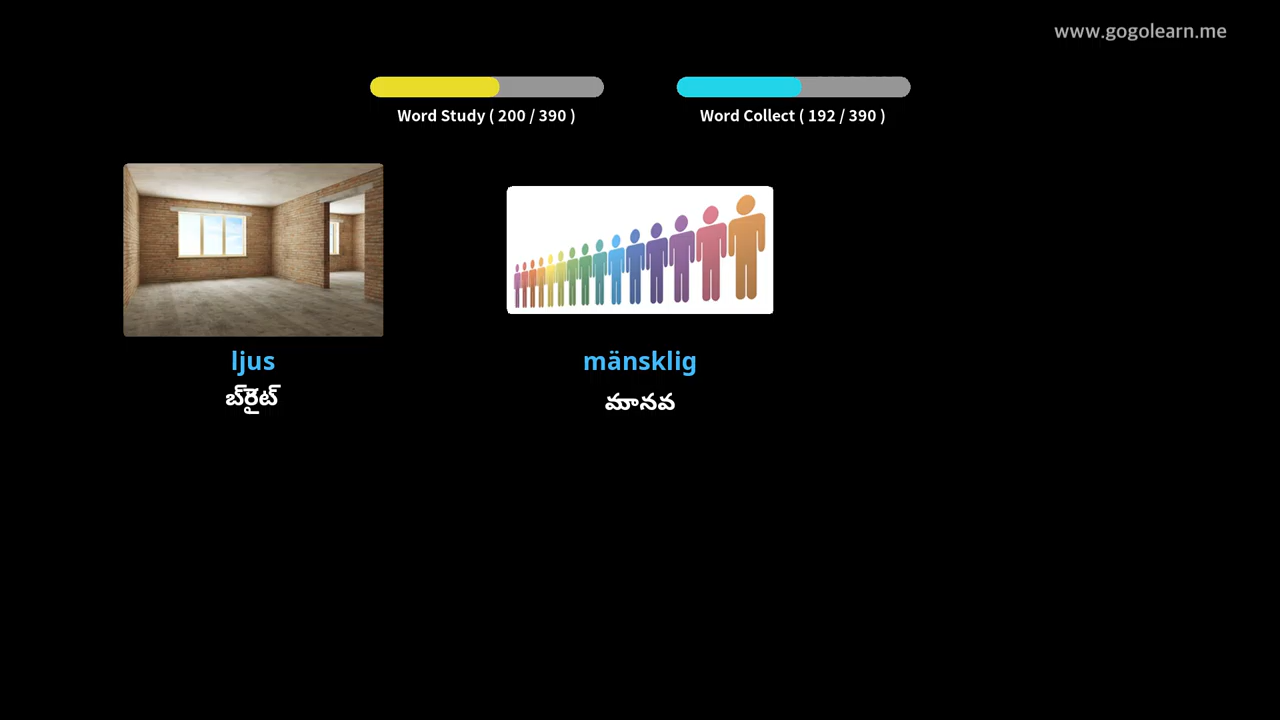 www.gogolearn.me
Word Study ( 200 / 390 )
Word Collect ( 192 / 390 )
ljus
mänsklig
బ్రైట్
మానవ